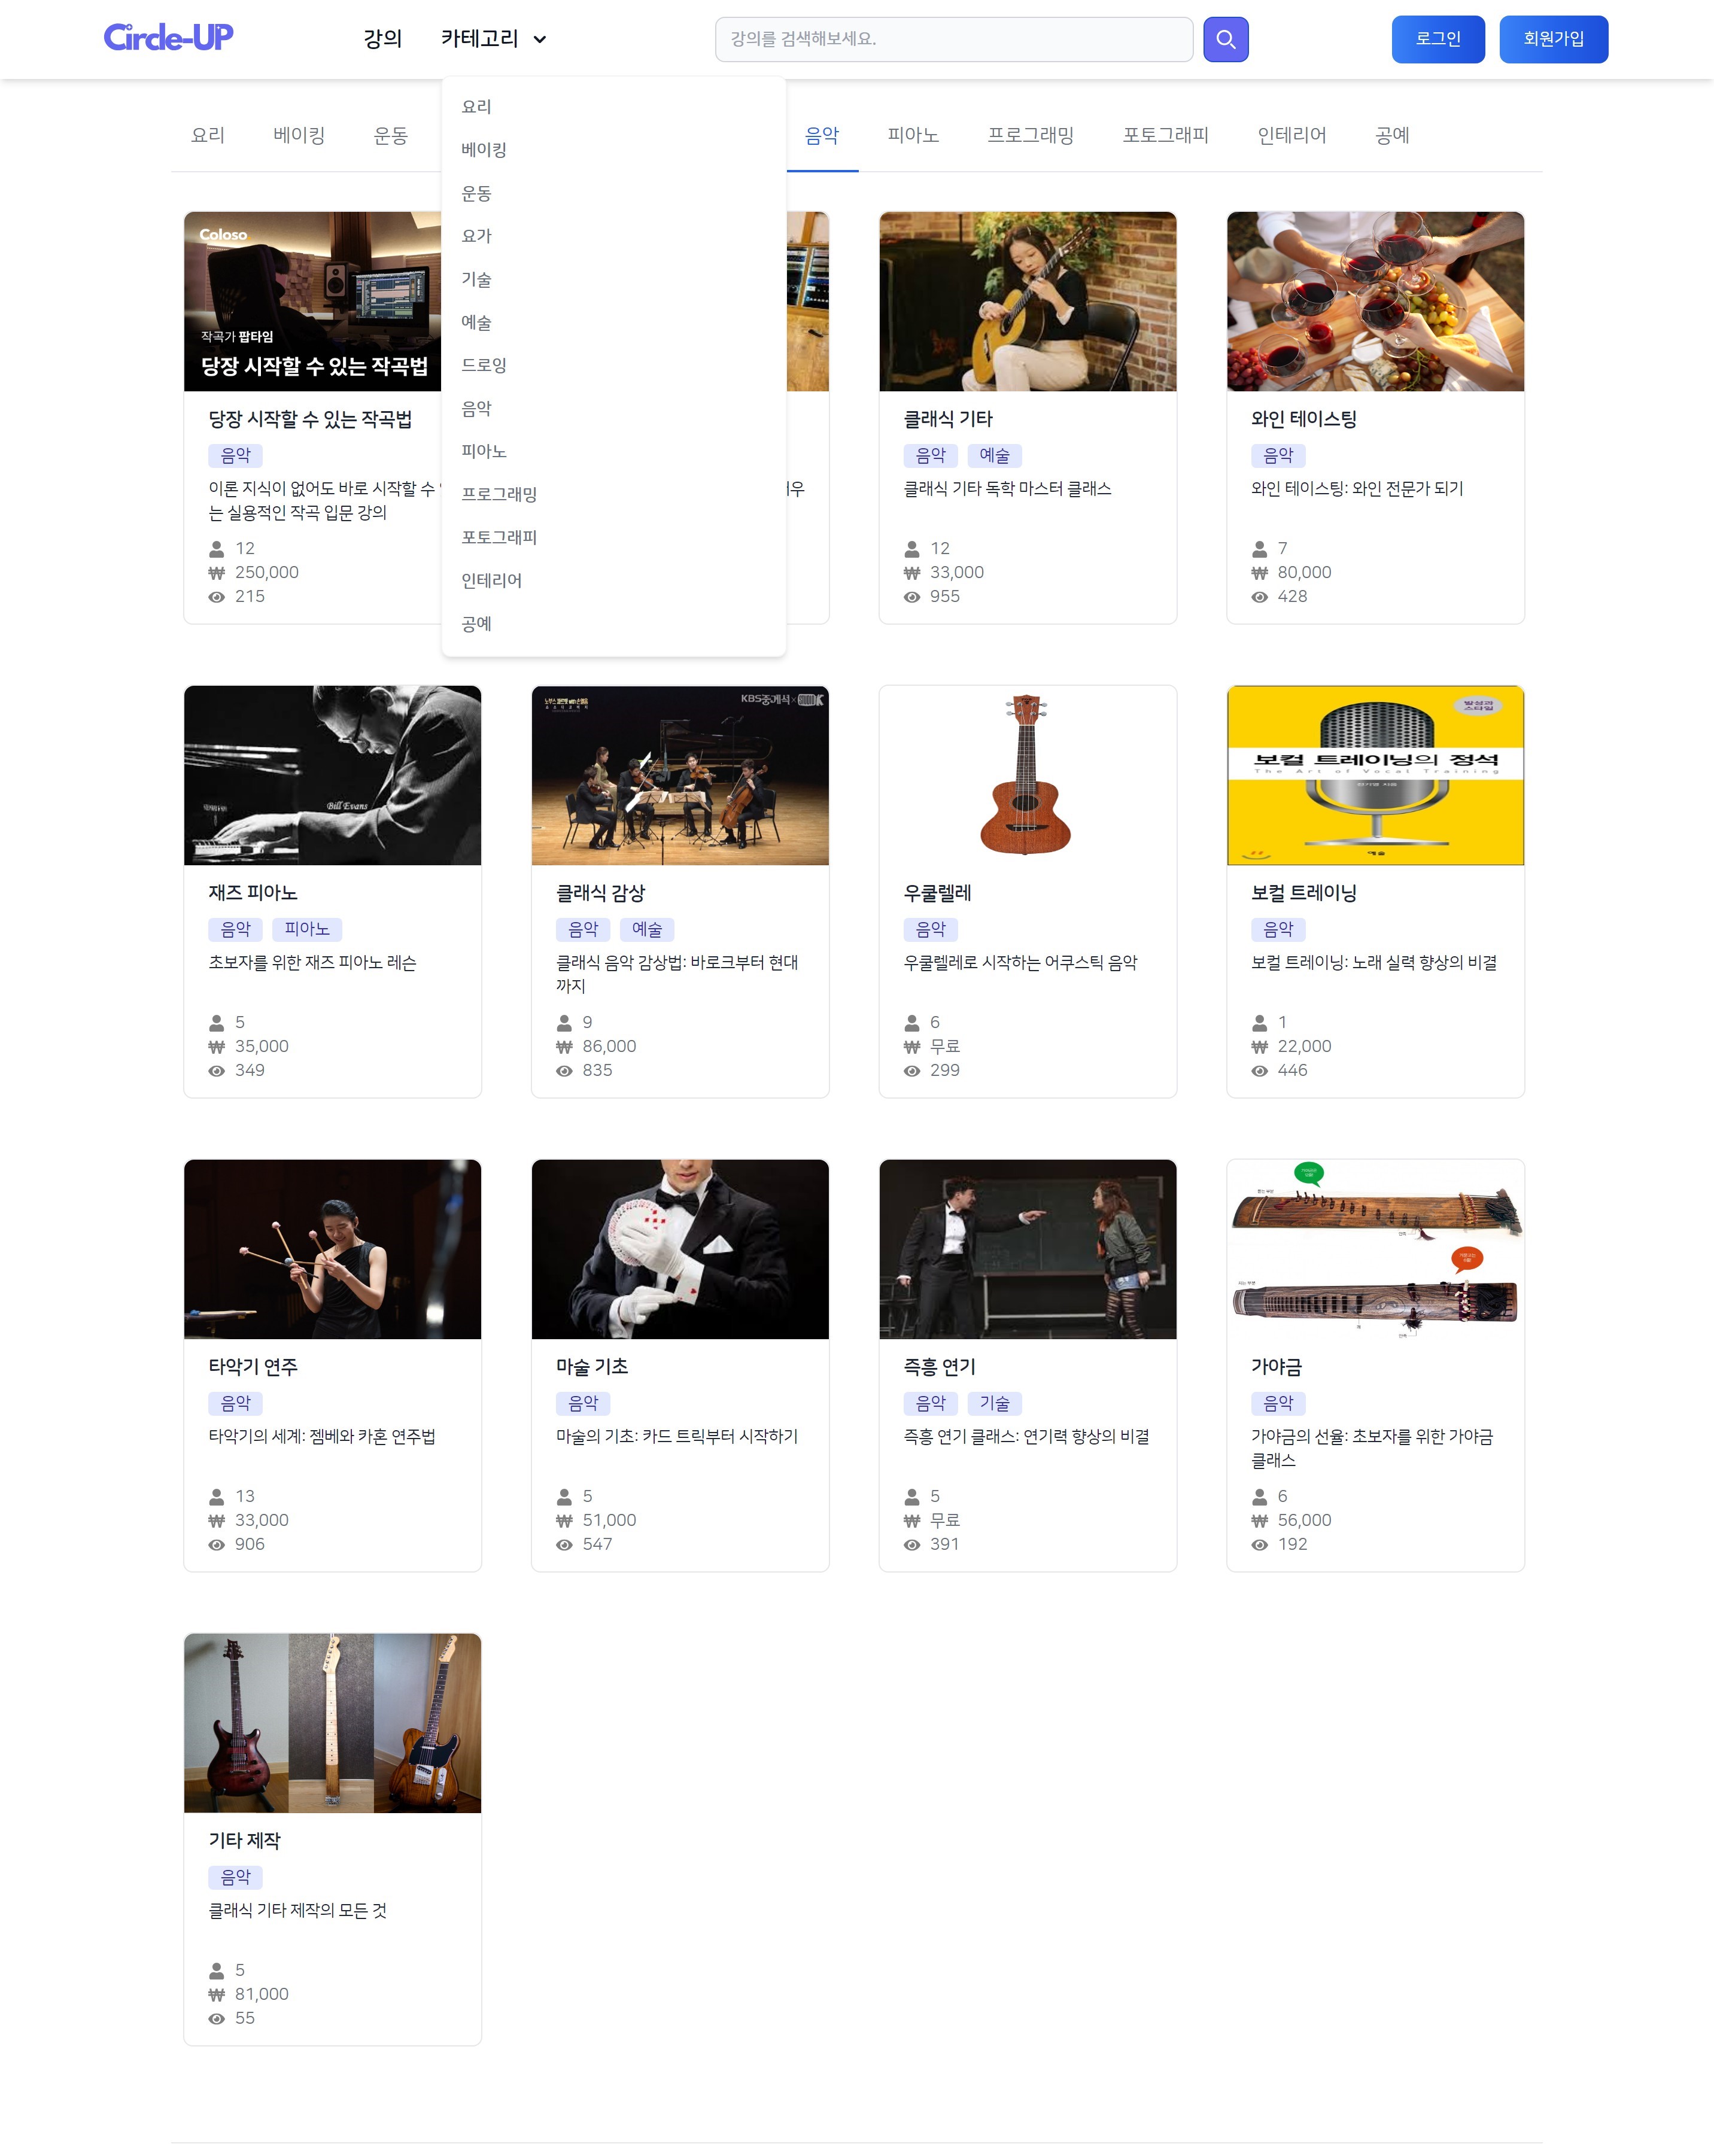 Circle-UP
강의
카테고리
강의를 검색해보세요.
로그인
회원가입
요리
베이킹
운동
음악
피아노
프로그래밍
포토그래피
인테리어
공예
요리
베이킹
운동
요가
기술
예술
드로잉
음악
피아노
프로그래밍
포토그래피
인테리어
공예
Coloso
작곡가 팝타임
당장 시작할 수 있는 작곡법
당장 시작할 수 있는 작곡법
음악
이론 지식이 없어도 바로 시작할 수
는 실용적인 작곡 입문 강의
12
250,000
215
클래식 기타
음악 예술
클래식 기타 독학 마스터 클래스
12
33,000
955
와인 테이스팅
음악
와인 테이스팅: 와인 전문가 되기
7
80,000
428
Bill Evans
재즈 피아노
음악 피아노
초보자를 위한 재즈 피아노 레슨
5
35,000
349
KBS중계석
클래식 감상
음악 예술
클래식 음악 감상법: 바로크부터 현대
까지
9
86,000
835
우쿨렐레
음악
우쿨렐레로 시작하는 어쿠스틱 음악
6
무료
299
발성과
스타일
보컬 트레이닝의 정석
The Art of Vocal Training
예솔
보컬 트레이닝
음악
보컬 트레이닝: 노래 실력 향상의 비결
1
22,000
446
타악기 연주
음악
타악기의 세계: 젬베와 카혼 연주법
13
33,000
906
마술 기초
음악
마술의 기초: 카드 트릭부터 시작하기
5
51,000
547
즉흥 연기
음악 기술
즉흥 연기 클래스: 연기력 향상의 비결
5
무료
391
가야금
음악
가야금의 선율: 초보자를 위한 가야금
클래스
6
56,000
192
기타 제작
음악
클래식 기타 제작의 모든 것
5
81,000
55